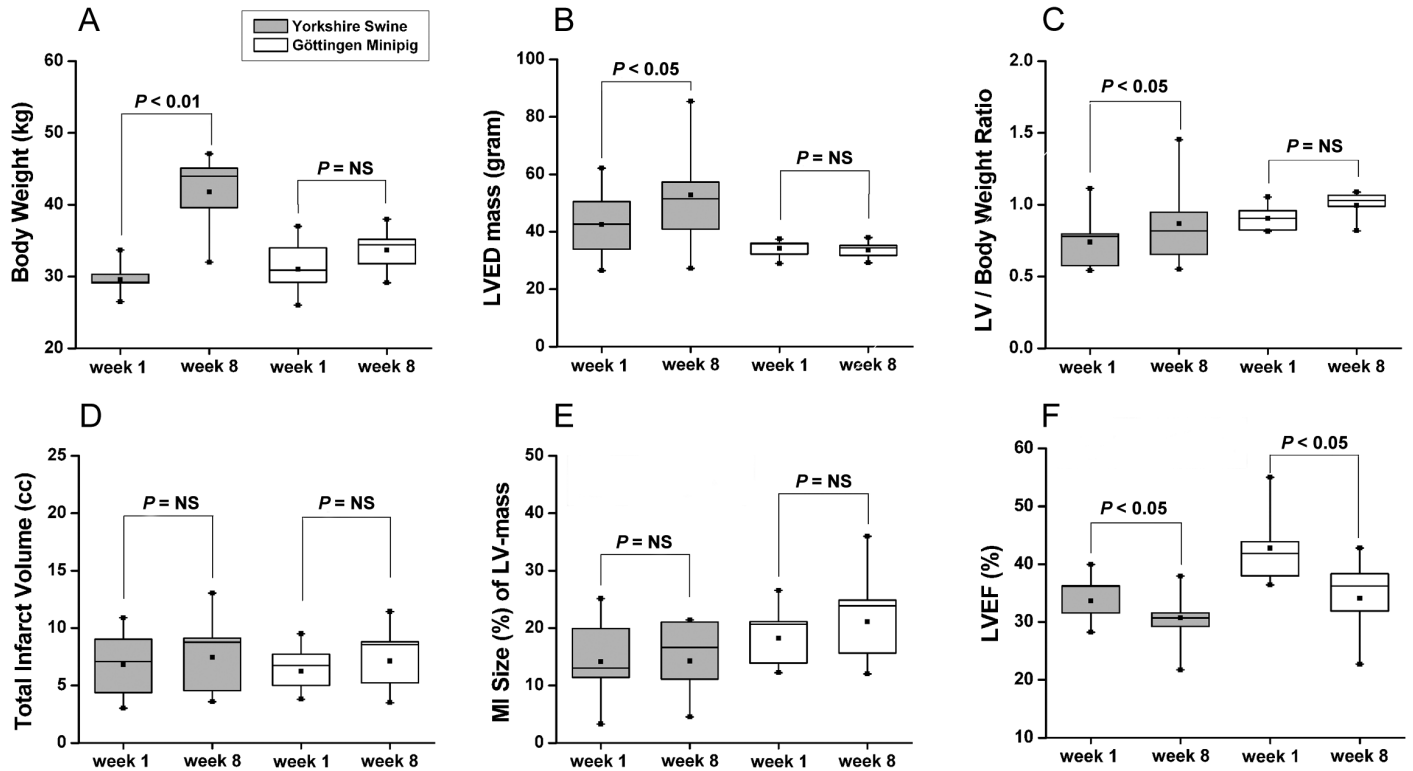 A
Yorkshire Swine
Göttingen Minipig
Body Weight (kg)
60
50
40
30
20
P < 0.01
P = NS
week 1
week 8
week 1
week 8
B
LVED mass (gram)
100
80
60
40
20
0
P < 0.05
P = NS
week 1
week 8
week 1
week 8
C
LV / Body Weight Ratio
2.0
1.5
1.0
0.5
0.0
P < 0.05
P = NS
week 1
week 8
week 1
week 8
D
Total Infarct Volume (cc)
25
20
15
10
5
0
P = NS
P = NS
week 1
week 8
week 1
week 8
E
MI Size (%) of LV-mass
50
40
30
20
10
0
P = NS
P = NS
week 1
week 8
week 1
week 8
F
LVEF (%)
60
50
40
30
20
10
P < 0.05
P < 0.05
week 1
week 8
week 1
week 8